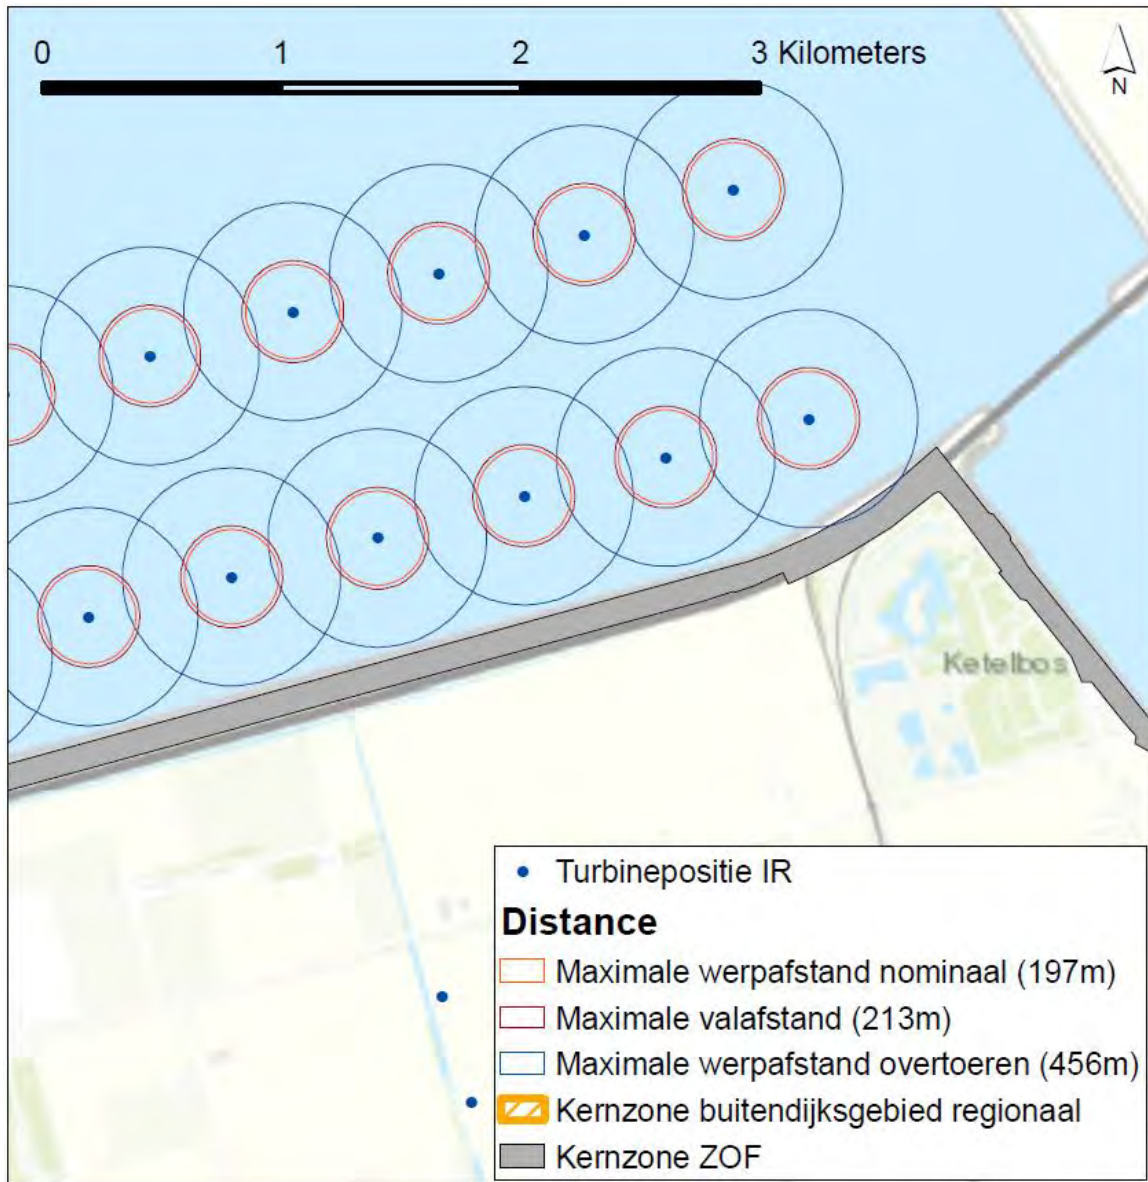 0 1 2 3 Kilometers
N
Ketelbos
Turbinepositie IR
Distance
Maximale werpafstand nominaal (197m)
Maximale valafstand (213m)
Maximale werpafstand overtoeren (456m)
Kernzone buitendijksgebied regionaal
Kernzone ZOF